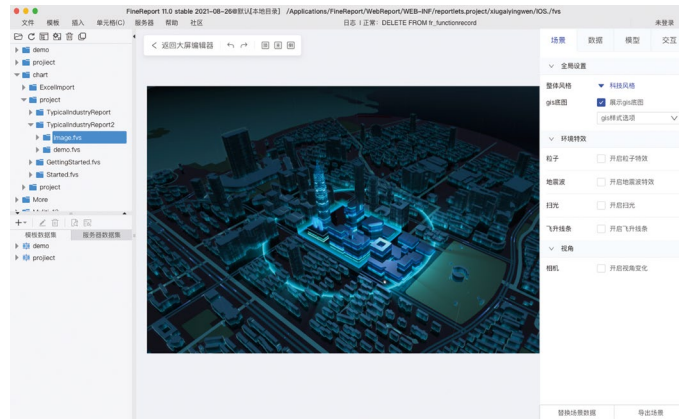 FineReport 11.0 stable 2021-08-26@默认[本地目录] /Applications/FineReport/WebReport/WEB-INF/reportlets.project/xiugaiyingwen/IOS./fvs
文件 模板 插入 单元格(C) 服务器 帮助 社区 日志 | 正常: DELETE FROM fr_functionrecord 未登录
demo
project
chart
ExcelImport
project
TypicalIndustryReport
TypicalIndustryReport2
image.fvs
demo.fvs
GettingStarted.fvs
Started.fvs
project
More
模板数据集 服务器数据集
demo
project
返回大屏编辑器
场景 数据 模型 交互
全局设置
整体风格 科技风格
gis底图 展示gis底图
gis样式选项
环境特效
粒子 开启粒子特效
地震波 开启地震波特效
扫光 开启扫光
飞升线条 开启飞升线条
视角
相机 开启视角变化
替换场景数据 导出场景